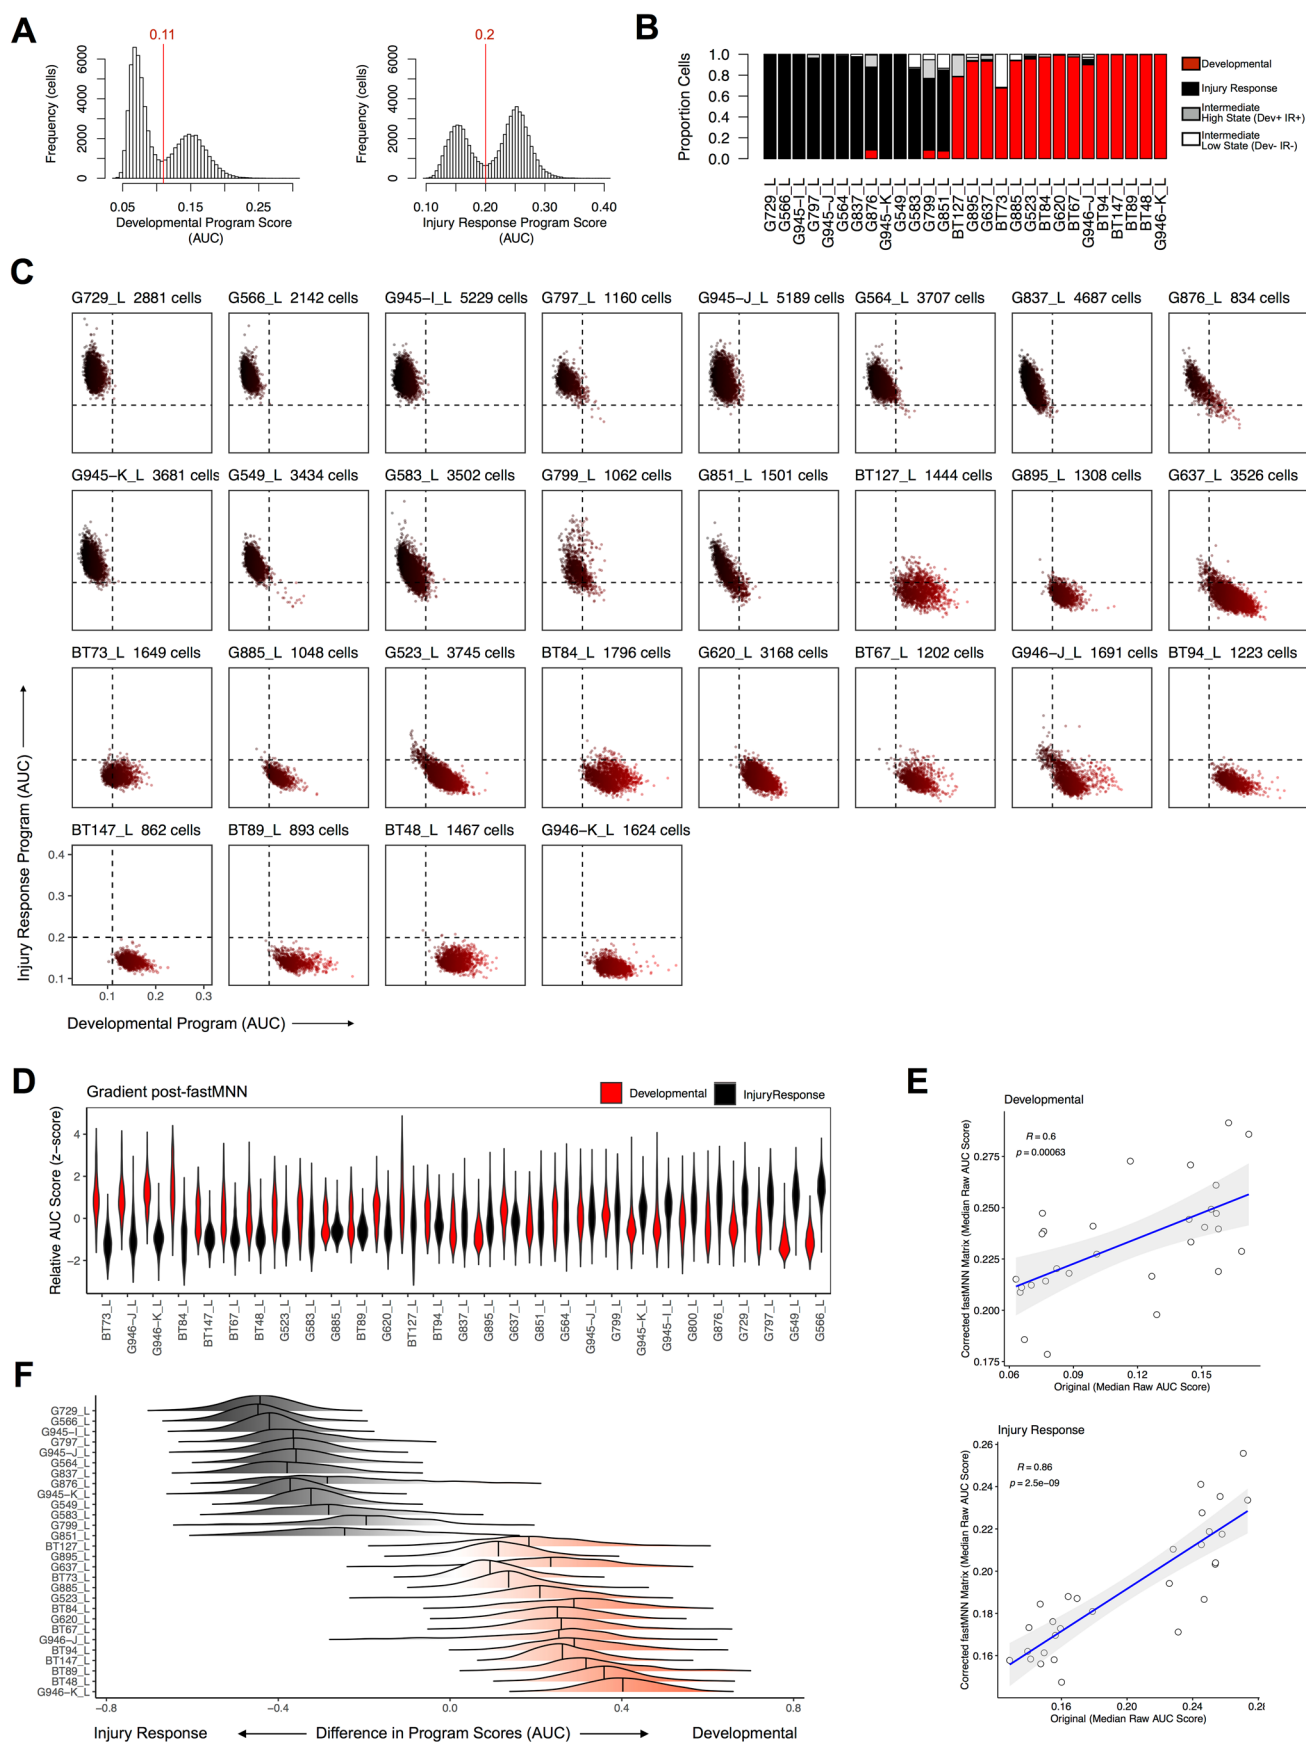 A
0.11
Frequency (cells)
0 2000 4000 6000
0.05 0.15 0.25
Developmental Program Score
(AUC)
0.2
Frequency (cells)
0 2000 4000 6000
0.10 0.20 0.30 0.40
Injury Response Program Score
(AUC)
B
Proportion Cells
1.0
0.8
0.6
0.4
0.2
0.0
G729_L G566_L G945-I_L G797_L G945-J_L G564_L G837_L G876_L G945-K_L G549_L G583_L G799_L G851_L BT127_L G895_L G637_L BT73_L G885_L G523_L BT84_L G620_L BT67_L G946-J_L BT94_L BT147_L BT89_L BT48_L G946-K_L
Developmental
Injury Response
Intermediate
High State (Dev+ IR+)
Intermediate
Low State (Dev- IR-)
C
G729_L 2881 cells G566_L 2142 cells G945-I_L 5229 cells G797_L 1160 cells G945-J_L 5189 cells G564_L 3707 cells G837_L 4687 cells G876_L 834 cells
G945-K_L 3681 cells G549_L 3434 cells G583_L 3502 cells G799_L 1062 cells G851_L 1501 cells BT127_L 1444 cells G895_L 1308 cells G637_L 3526 cells
BT73_L 1649 cells G885_L 1048 cells G523_L 3745 cells BT84_L 1796 cells G620_L 3168 cells BT67_L 1202 cells G946-J_L 1691 cells BT94_L 1223 cells
BT147_L 862 cells BT89_L 893 cells BT48_L 1467 cells G946-K_L 1624 cells
0.4
0.3
0.2
0.1
0.1 0.2 0.3
Injury Response Program (AUC)
Developmental Program (AUC)
D
Gradient post-fastMNN
Developmental
InjuryResponse
Relative AUC Score (z-score)
4
2
0
-2
BT73_L G946-J_L G946-K_L BT84_L BT147_L BT67_L BT48_L G523_L G583_L G885_L BT89_L G620_L BT127_L BT94_L G837_L G895_L G637_L G851_L G564_L G945-J_L G799_L G945-K_L G945-I_L G800_L G876_L G729_L G797_L G549_L G566_L
E
Developmental
R = 0.6
p = 0.00063
Corrected fastMNN Matrix (Median Raw AUC Score)
0.275
0.250
0.225
0.200
0.175
0.06 0.09 0.12 0.15
Original (Median Raw AUC Score)
Injury Response
R = 0.86
p = 2.5e-09
Corrected fastMNN Matrix (Median Raw AUC Score)
0.26
0.24
0.22
0.20
0.18
0.16
0.16 0.20 0.24 0.28
Original (Median Raw AUC Score)
F
G729_L
G566_L
G945-I_L
G797_L
G945-J_L
G564_L
G837_L
G876_L
G945-K_L
G549_L
G583_L
G799_L
G851_L
BT127_L
G895_L
G637_L
BT73_L
G885_L
G523_L
BT84_L
G620_L
BT67_L
G946-J_L
BT94_L
BT147_L
BT89_L
BT48_L
G946-K_L
-0.8 -0.4 0.0 0.4 0.8
Injury Response Difference in Program Scores (AUC) Developmental